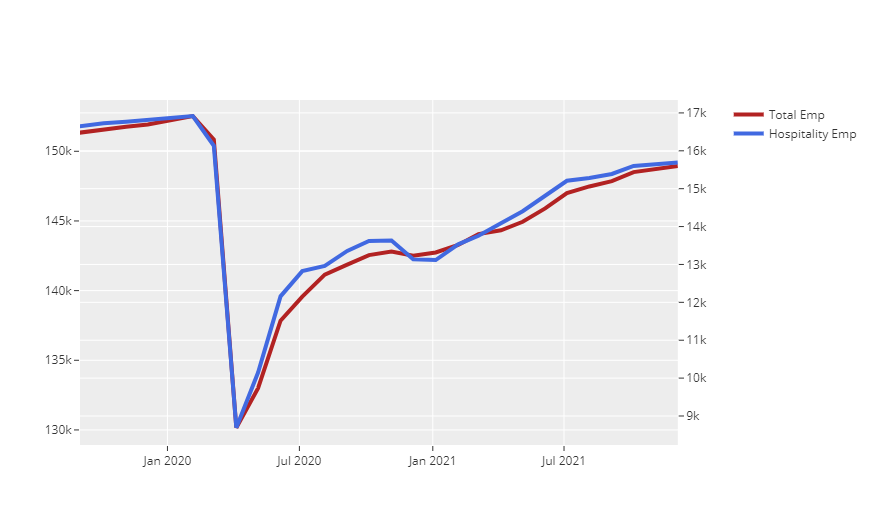 150k
145k
140k
135k
130k
17k
16k
15k
14k
13k
12k
11k
10k
9k
Jan 2020
Jul 2020
Jan 2021
Jul 2021
Total Emp
Hospitality Emp